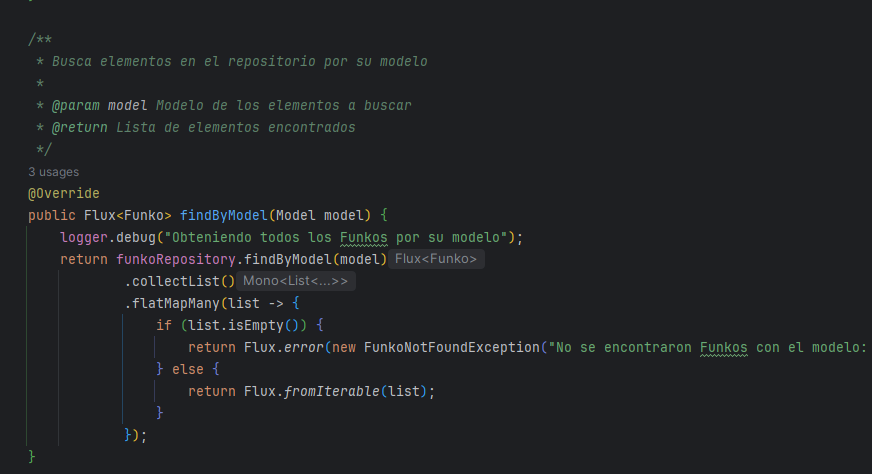 /**
* Busca elementos en el repositorio por su modelo
*
* @param model Modelo de los elementos a buscar
* @return Lista de elementos encontrados
*/
3 usages
@Override
public Flux<Funko> findByModel(Model model) {
logger.debug("Obteniendo todos los Funkos por su modelo");
return funkoRepository.findByModel(model) Flux<Funko>
.collectList() Mono<List<...>>
.flatMapMany(list -> {
if (list.isEmpty()) {
return Flux.error(new FunkoNotFoundException("No se encontraron Funkos con el modelo:
} else {
return Flux.fromIterable(list);
}
});
}